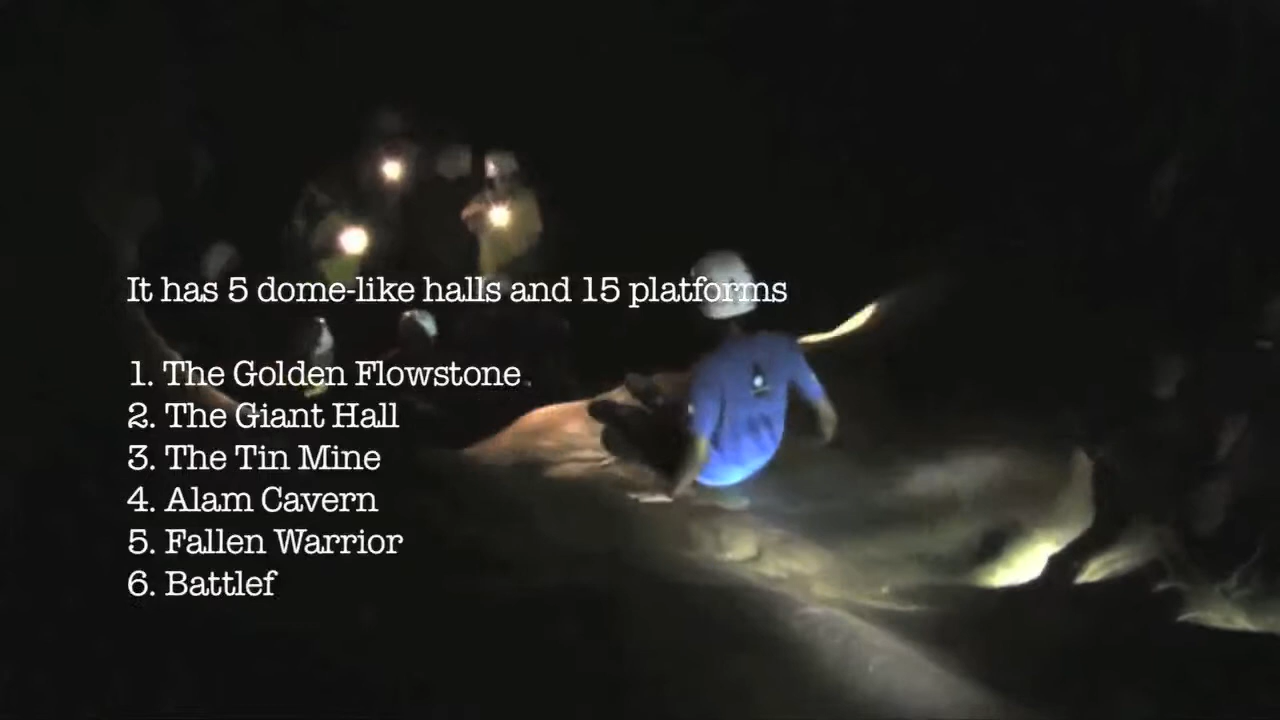 It has 5 dome-like halls and 15 platforms
1. The Golden Flowstone
2. The Giant Hall
3. The Tin Mine
4. Alam Cavern
5. Fallen Warrior
6. Battlef